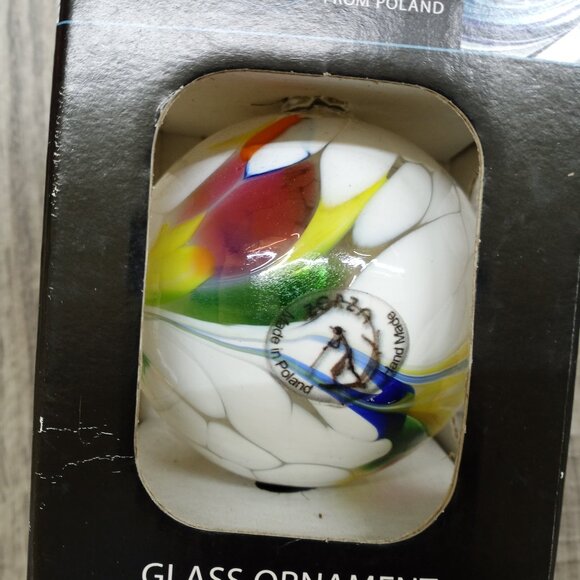 FROM POLAND
Made in Poland
Hand Made
GLASS ORNAMENT